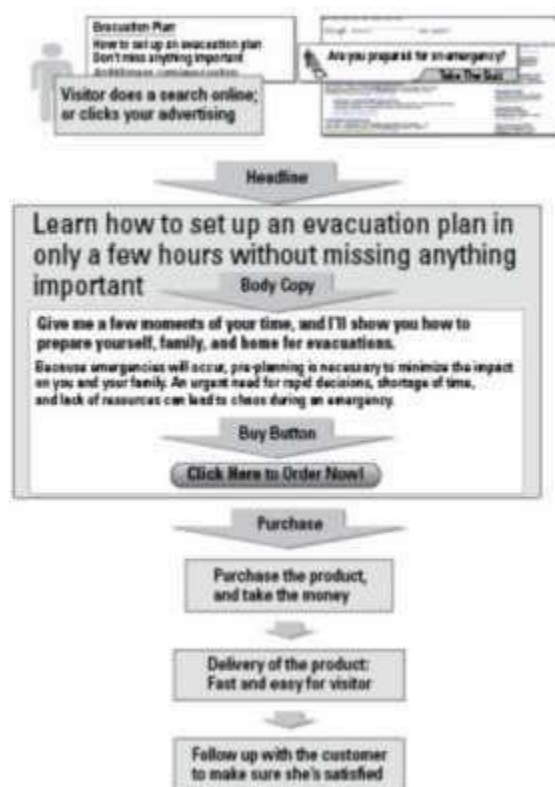 Evacuation Plan
How to set up an evacuation plan
Don't miss anything important
Are you prepared for an emergency?
Take The Quiz
Visitor does a search online;
or clicks your advertising
Headline
Learn how to set up an evacuation plan in
only a few hours without missing anything
important
Body Copy
Give me a few moments of your time, and I'll show you how to
prepare yourself, family, and home for evacuations.
Because emergencies will occur, pre-planning is necessary to minimize the impact
on you and your family. An urgent need for rapid decisions, shortage of time,
and lack of resources can lead to chaos during an emergency.
Buy Button
Click Here to Order Now!
Purchase
Purchase the product,
and take the money
Delivery of the product:
Fast and easy for visitor
Follow up with the customer
to make sure she's satisfied